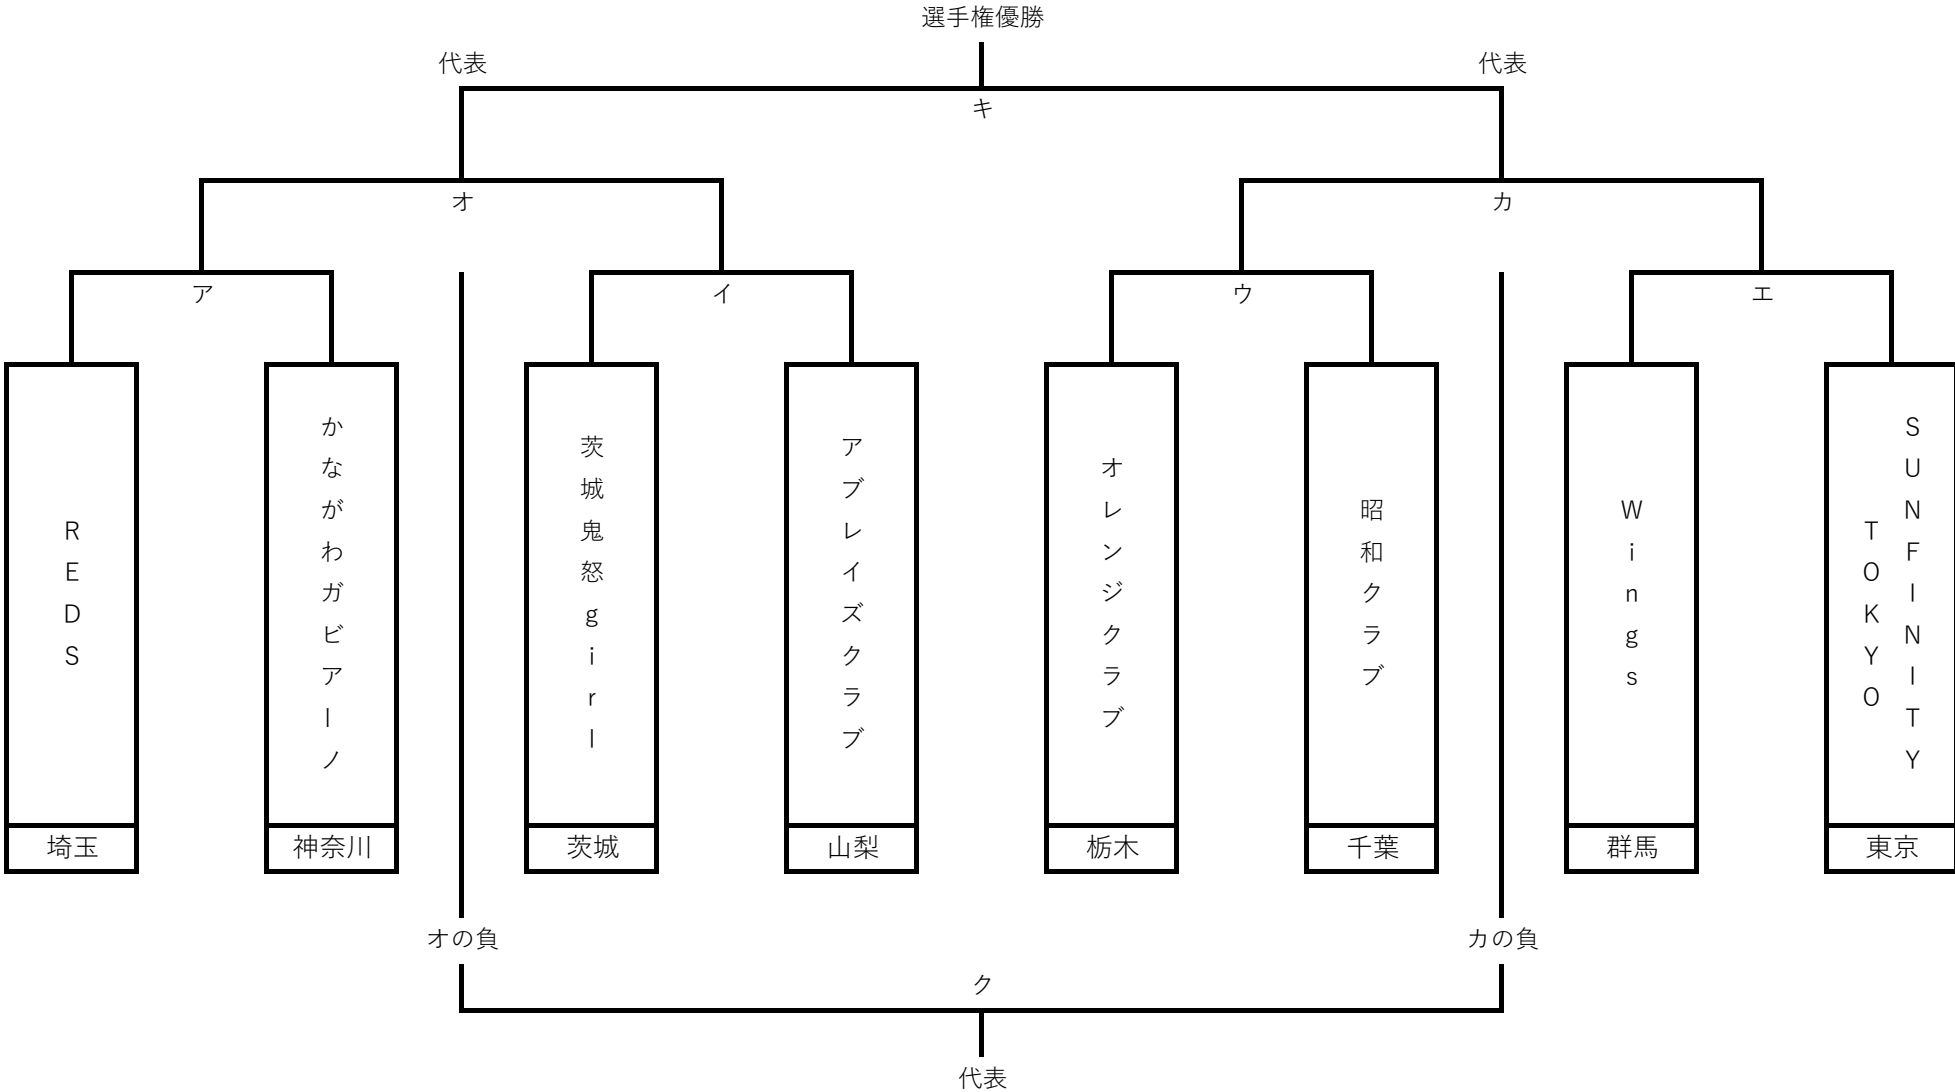 選手権優勝
代表
代表
キ
オ
カ
ア
イ
ウ
エ
REDS
かながわガビアーノ
茨城鬼怒girl
アブレイズクラブ
オレンジクラブ
昭和クラブ
Wings
SUNFINITY
TOKYO
埼玉
神奈川
茨城
山梨
栃木
千葉
群馬
東京
オの負
カの負
ク
代表